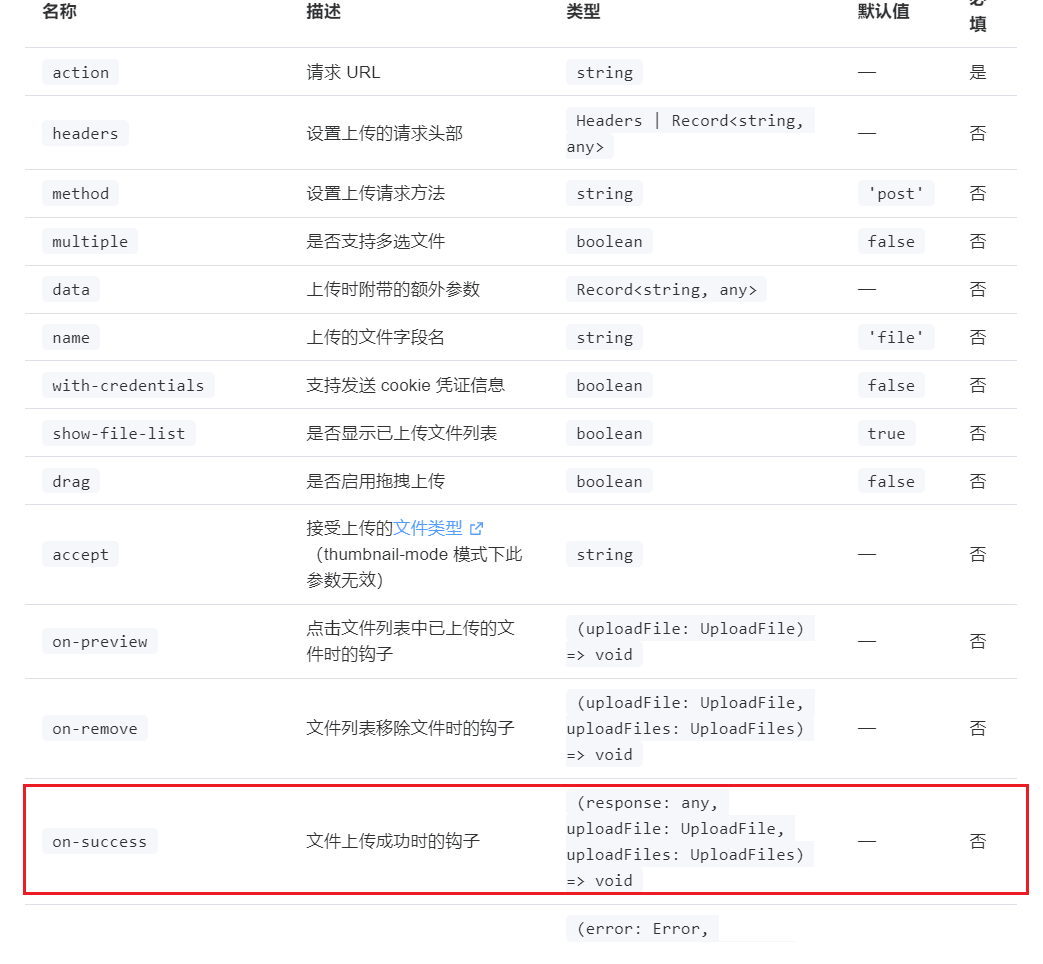 名称 描述 类型 默认值 必
填
action 请求 URL string — 是
headers 设置上传的请求头部 Headers | Record<string,
any> — 否
method 设置上传请求方法 string 'post' 否
multiple 是否支持多选文件 boolean false 否
data 上传时附带的额外参数 Record<string, any> — 否
name 上传的文件字段名 string 'file' 否
with-credentials 支持发送 cookie 凭证信息 boolean false 否
show-file-list 是否显示已上传文件列表 boolean true 否
drag 是否启用拖拽上传 boolean false 否
接受上传的文件类型
accept （thumbnail-mode 模式下此 string — 否
参数无效）
on-preview 点击文件列表中已上传的文 (uploadFile: UploadFile)
件时的钩子 => void — 否
(uploadFile: UploadFile,
on-remove 文件列表移除文件时的钩子 uploadFiles: UploadFiles) — 否
=> void
(response: any,
uploadFile: UploadFile,
on-success 文件上传成功时的钩子 uploadFiles: UploadFiles) — 否
=> void
(error: Error,